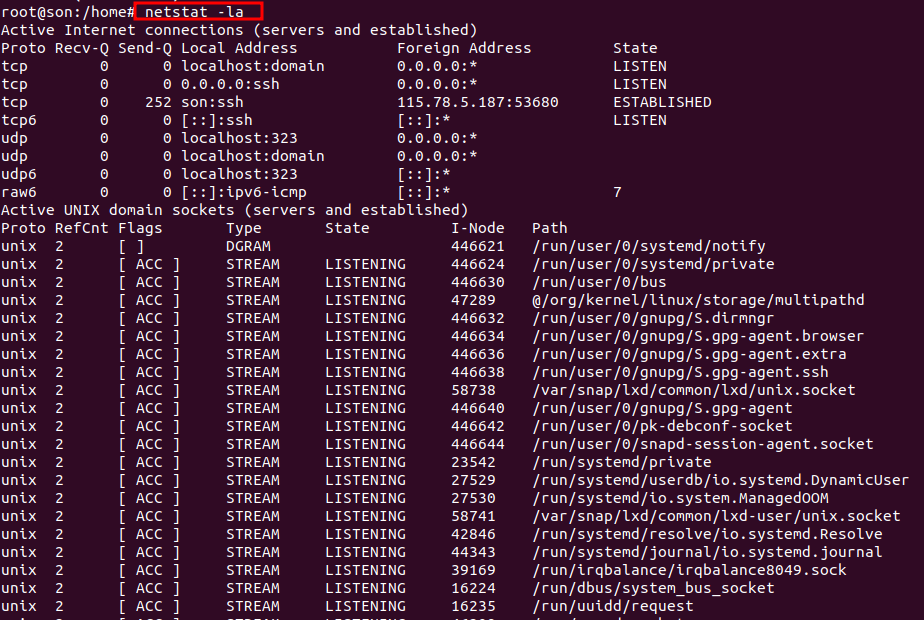 root@son:/home# netstat -la
Active Internet connections (servers and established)
Proto Recv-Q Send-Q Local Address           Foreign Address         State
tcp        0      0 localhost:domain        0.0.0.0:*               LISTEN
tcp        0      0 0.0.0.0:ssh             0.0.0.0:*               LISTEN
tcp        0    252 son:ssh                 115.78.5.187:53680      ESTABLISHED
tcp6       0      0 [::]:ssh                [::]:*                  LISTEN
udp        0      0 localhost:323           0.0.0.0:*
udp        0      0 localhost:domain        0.0.0.0:*
udp6       0      0 localhost:323           [::]:*
raw6       0      0 [::]:ipv6-icmp          [::]:*                  7
Active UNIX domain sockets (servers and established)
Proto RefCnt Flags       Type       State         I-Node   Path
unix  2      [ ]         DGRAM                    446621   /run/user/0/systemd/notify
unix  2      [ ACC ]     STREAM     LISTENING     446624   /run/user/0/systemd/private
unix  2      [ ACC ]     STREAM     LISTENING     446630   /run/user/0/bus
unix  2      [ ACC ]     STREAM     LISTENING     47289    @/org/kernel/linux/storage/multipathd
unix  2      [ ACC ]     STREAM     LISTENING     446632   /run/user/0/gnupg/S.dirmngr
unix  2      [ ACC ]     STREAM     LISTENING     446634   /run/user/0/gnupg/S.gpg-agent.browser
unix  2      [ ACC ]     STREAM     LISTENING     446636   /run/user/0/gnupg/S.gpg-agent.extra
unix  2      [ ACC ]     STREAM     LISTENING     446638   /run/user/0/gnupg/S.gpg-agent.ssh
unix  2      [ ACC ]     STREAM     LISTENING     58738    /var/snap/lxd/common/lxd/unix.socket
unix  2      [ ACC ]     STREAM     LISTENING     446640   /run/user/0/gnupg/S.gpg-agent
unix  2      [ ACC ]     STREAM     LISTENING     446642   /run/user/0/pk-debconf-socket
unix  2      [ ACC ]     STREAM     LISTENING     446644   /run/user/0/snapd-session-agent.socket
unix  2      [ ACC ]     STREAM     LISTENING     23542    /run/systemd/private
unix  2      [ ACC ]     STREAM     LISTENING     27529    /run/systemd/userdb/io.systemd.DynamicUser
unix  2      [ ACC ]     STREAM     LISTENING     27530    /run/systemd/io.system.ManagedOOM
unix  2      [ ACC ]     STREAM     LISTENING     58741    /var/snap/lxd/common/lxd-user/unix.socket
unix  2      [ ACC ]     STREAM     LISTENING     42846    /run/systemd/resolve/io.systemd.Resolve
unix  2      [ ACC ]     STREAM     LISTENING     44343    /run/systemd/journal/io.systemd.journal
unix  2      [ ACC ]     STREAM     LISTENING     39169    /run/irqbalance/irqbalance8049.sock
unix  2      [ ACC ]     STREAM     LISTENING     16224    /run/dbus/system_bus_socket
unix  2      [ ACC ]     STREAM     LISTENING     16235    /run/uuidd/request